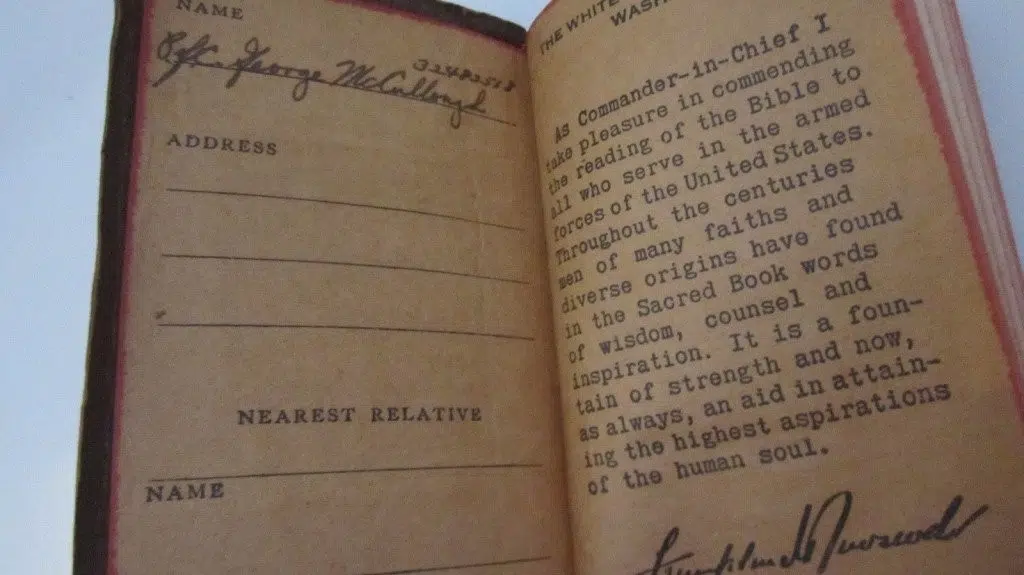 NAME
Pfc. George McCullough 32482518
ADDRESS
NEAREST RELATIVE
NAME
THE WHITE
WASH
As Commander-in-Chief I
take pleasure in commending
the reading of the Bible to
all who serve in the armed
forces of the United States.
Throughout the centuries
men of many faiths and
diverse origins have found
in the Sacred Book words
of wisdom, counsel and
inspiration. It is a foun-
tain of strength and now,
as always, an aid in attain-
ing the highest aspirations
of the human soul.
Franklin D Roosevelt